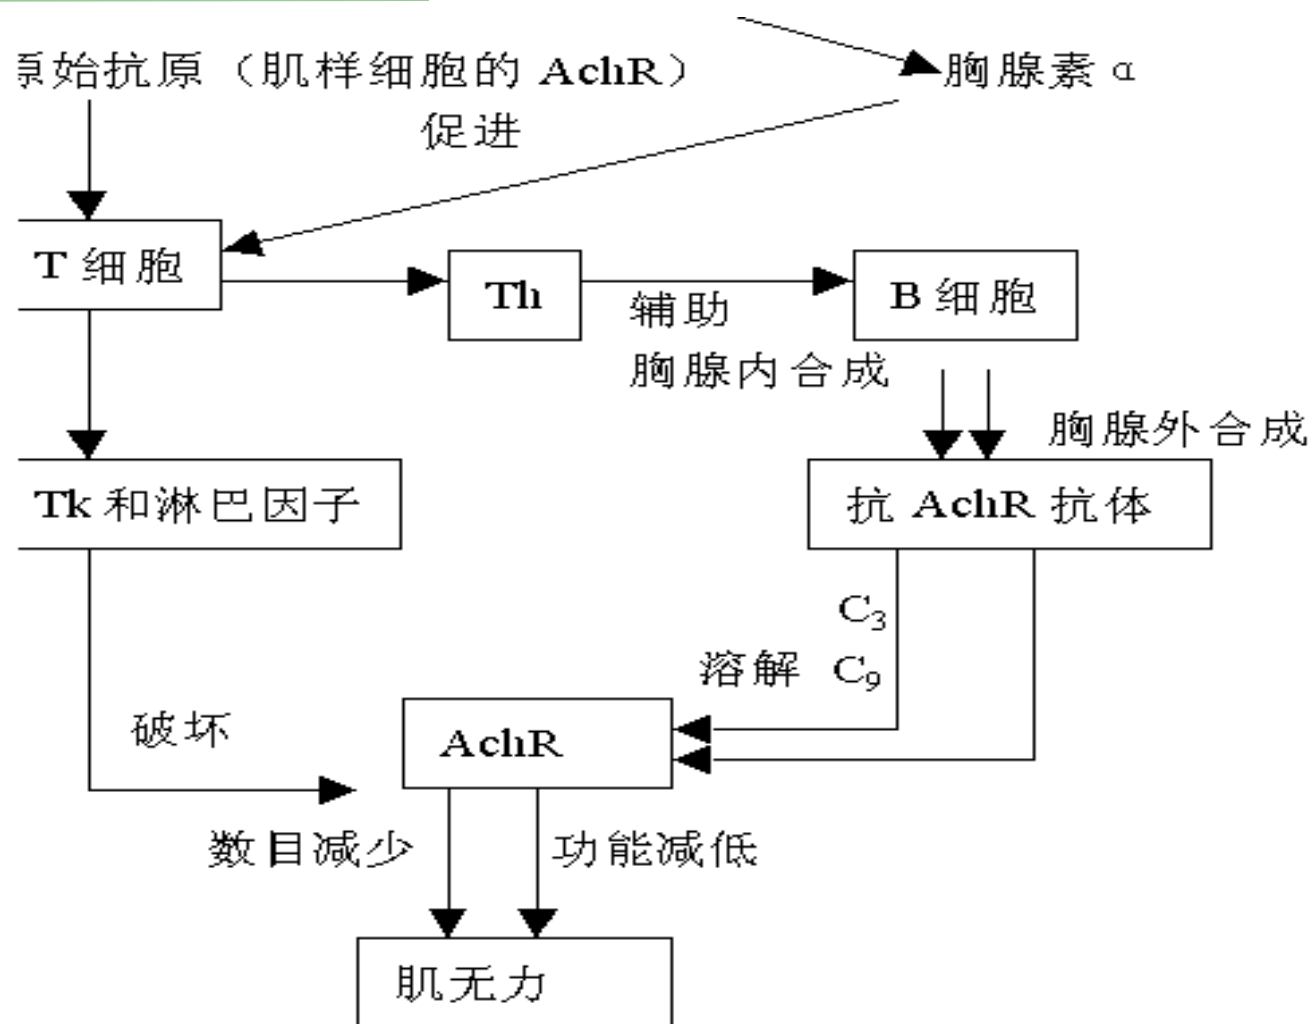 原始抗原（肌样细胞的 AchR）
胸腺素 α
促进
T 细胞
Th
辅助
B 细胞
胸腺内合成
胸腺外合成
Tk 和淋巴因子
抗 AchR 抗体
C3
溶解 C9
破坏
AchR
数目减少
功能减低
肌无力